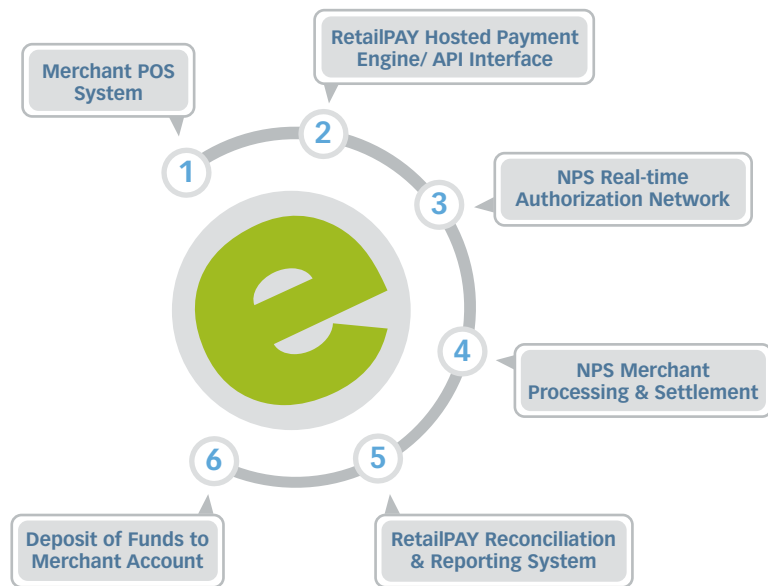 1
Merchant POS
System
2
RetailPAY Hosted Payment
Engine/ API Interface
3
NPS Real-time
Authorization Network
4
NPS Merchant
Processing & Settlement
5
RetailPAY Reconciliation
& Reporting System
6
Deposit of Funds to
Merchant Account
e